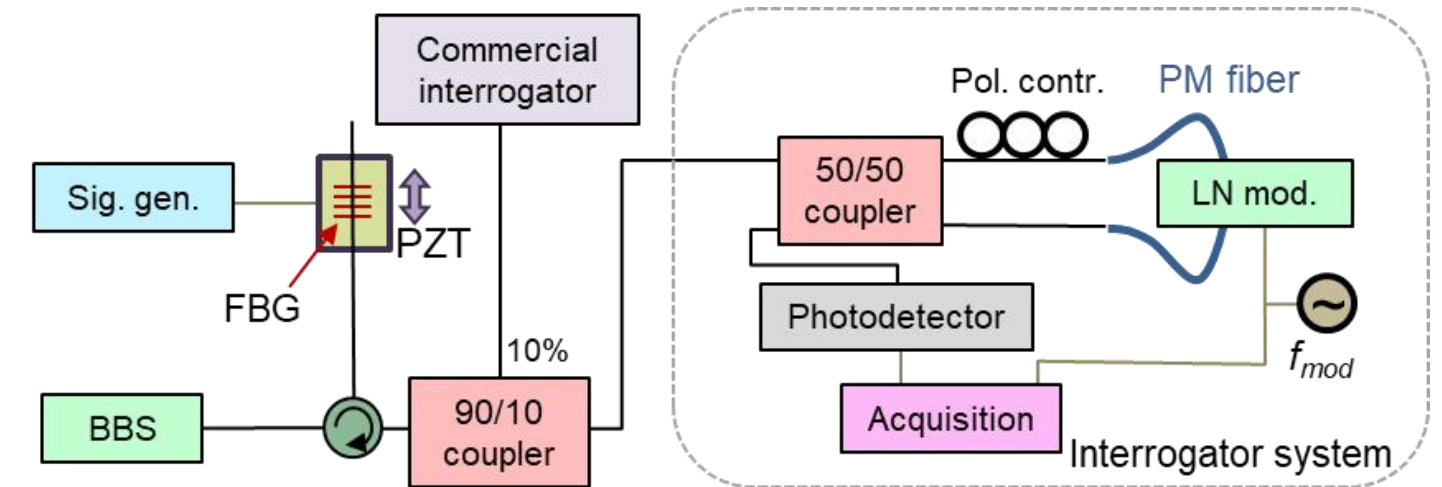 Commercial
interrogator
Sig. gen.
PZT
FBG
10%
BBS
90/10
coupler
Pol. contr.
PM fiber
50/50
coupler
LN mod.
Photodetector
~
f_mod
Acquisition
Interrogator system